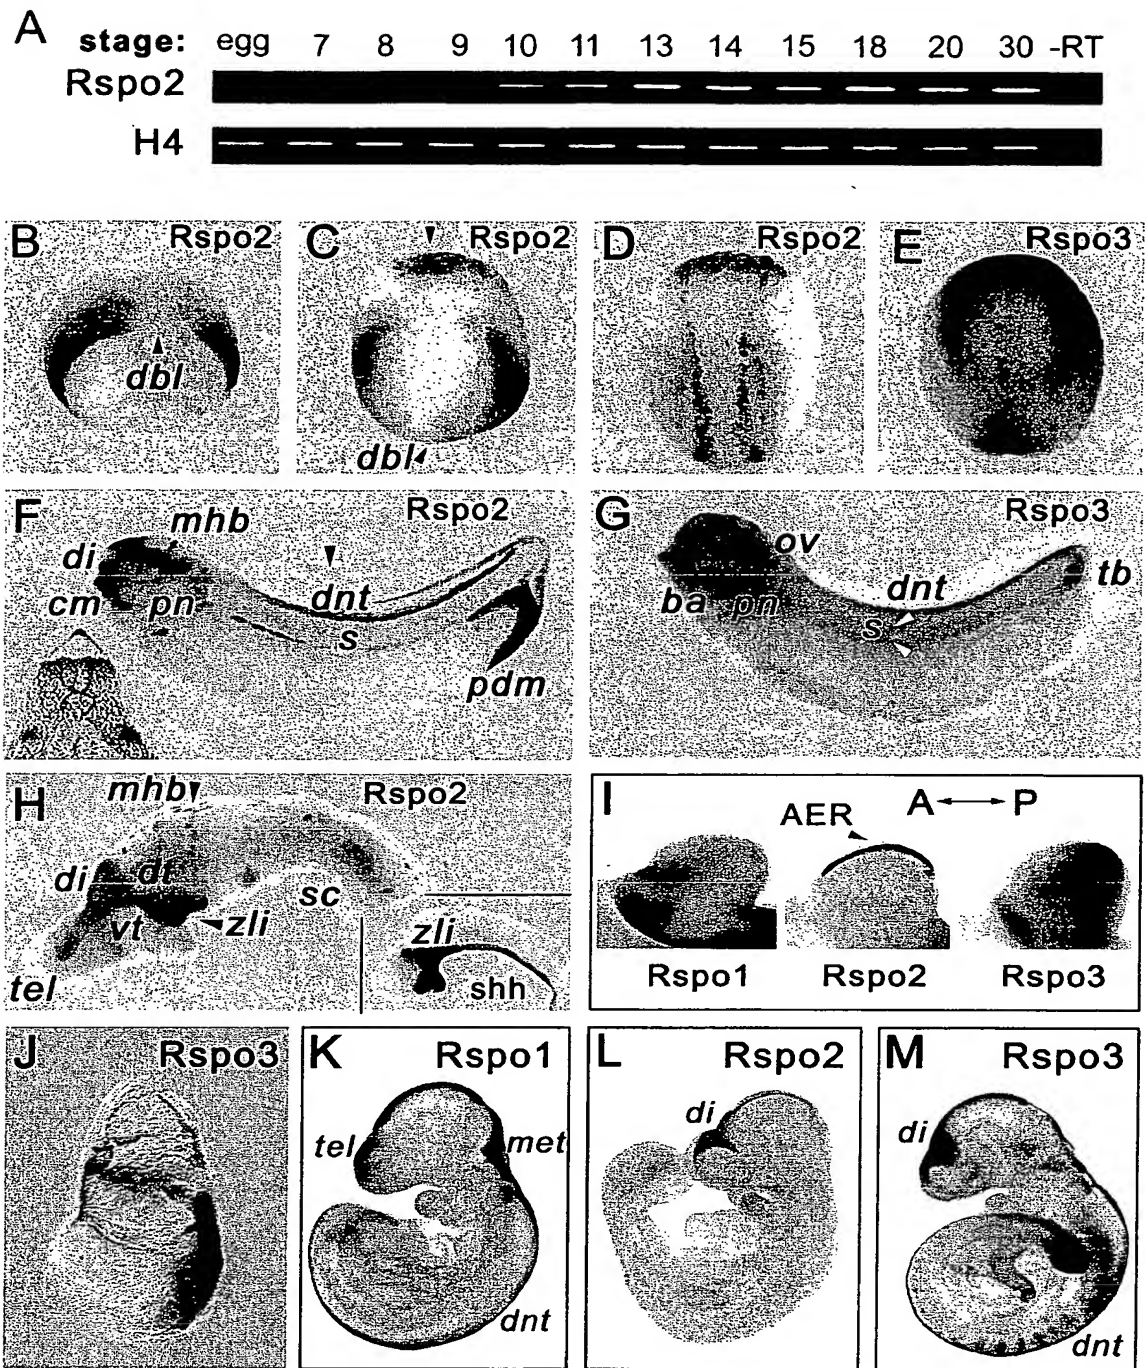 A
stage: egg 7 8 9 10 11 13 14 15 18 20 30 -RT
Rspo2
H4
B Rspo2
dbl
C Rspo2
dbl
D Rspo2
E Rspo3
F Rspo2
mhb
di
cm pn
dnt
s
pdm
G Rspo3
ov
dnt
tb
ba pn
s
H Rspo2
mhb
di dt
sc
vt zli
tel
zli
shh
I
A P
AER
Rspo1 Rspo2 Rspo3
J Rspo3
K Rspo1
tel met
dnt
L Rspo2
di
M Rspo3
di
dnt